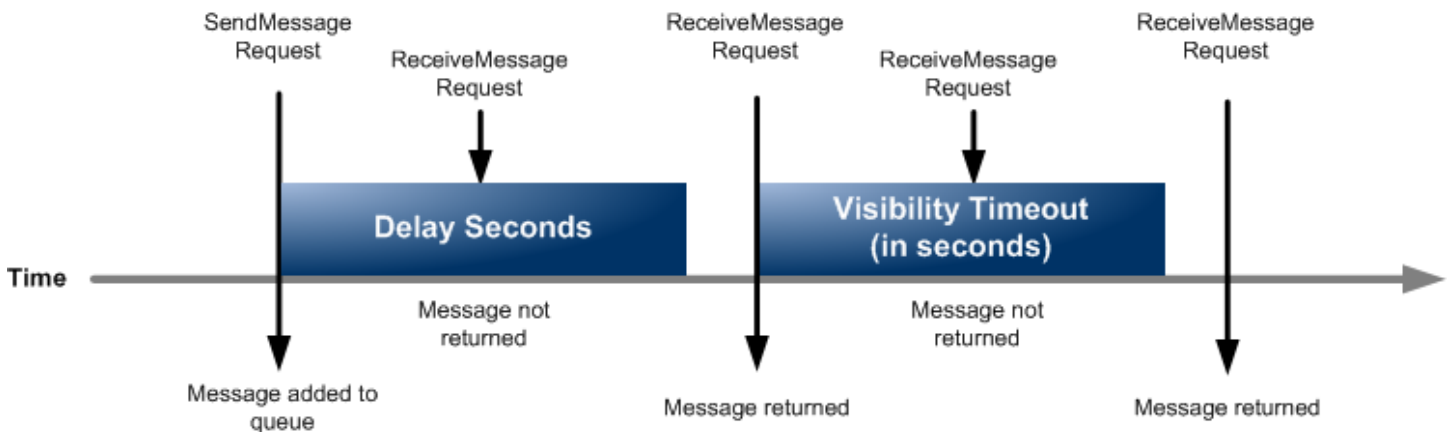 SendMessage
Request
ReceiveMessage
Request
ReceiveMessage
Request
ReceiveMessage
Request
ReceiveMessage
Request
Delay Seconds
Visibility Timeout
(in seconds)
Time
Message not
returned
Message not
returned
Message added to
queue
Message returned
Message returned